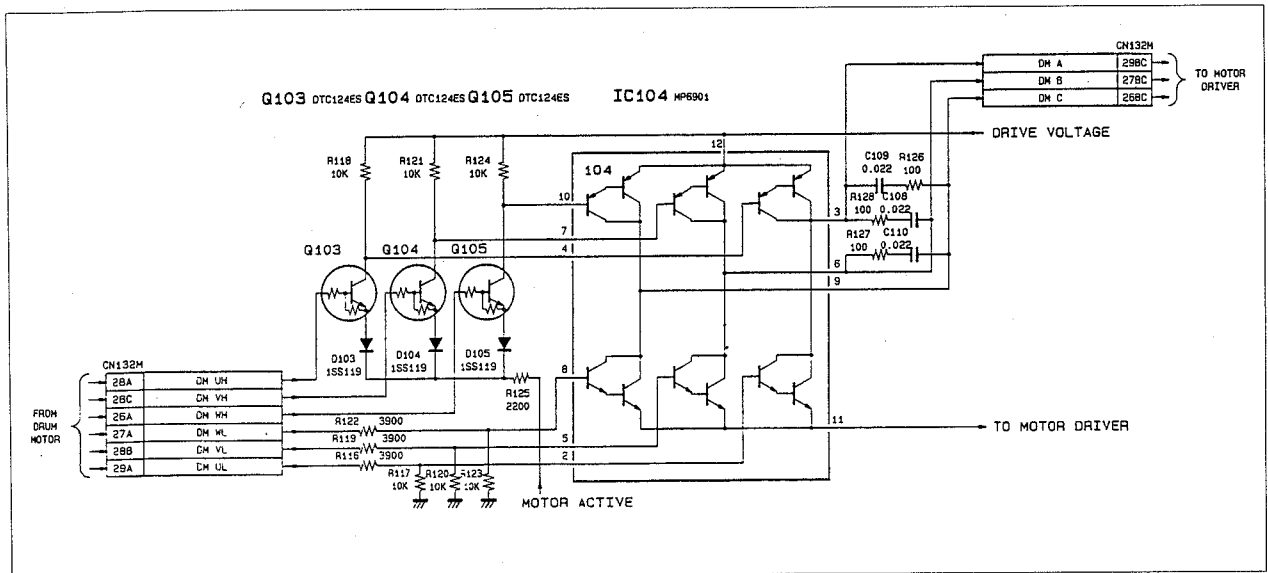 CN132M
DM A 29BC
DM B 27BC
DM C 26BC
TO MOTOR
DRIVER
Q103 DTC124ES Q104 DTC124ES Q105 DTC124ES IC104 MP6901
DRIVE VOLTAGE
12
R118
10K
R121
10K
R124
10K
104
C109
0.022
R126
100
10
7
4
3
R128
100
C108
0.022
R127
100
C110
0.022
6
9
Q103
Q104
Q105
D103
1SS119
D104
1SS119
D105
1SS119
R125
2200
8
CN132M
28A DM UH
28C DM VH
26A DM WH
27A DM WL
28B DM VL
29A DM UL
FROM
DRUM
MOTOR
R122 3900
R119 3900
R116 3900
5
2
11
TO MOTOR DRIVER
R117
10K
R120
10K
R123
10K
MOTOR ACTIVE